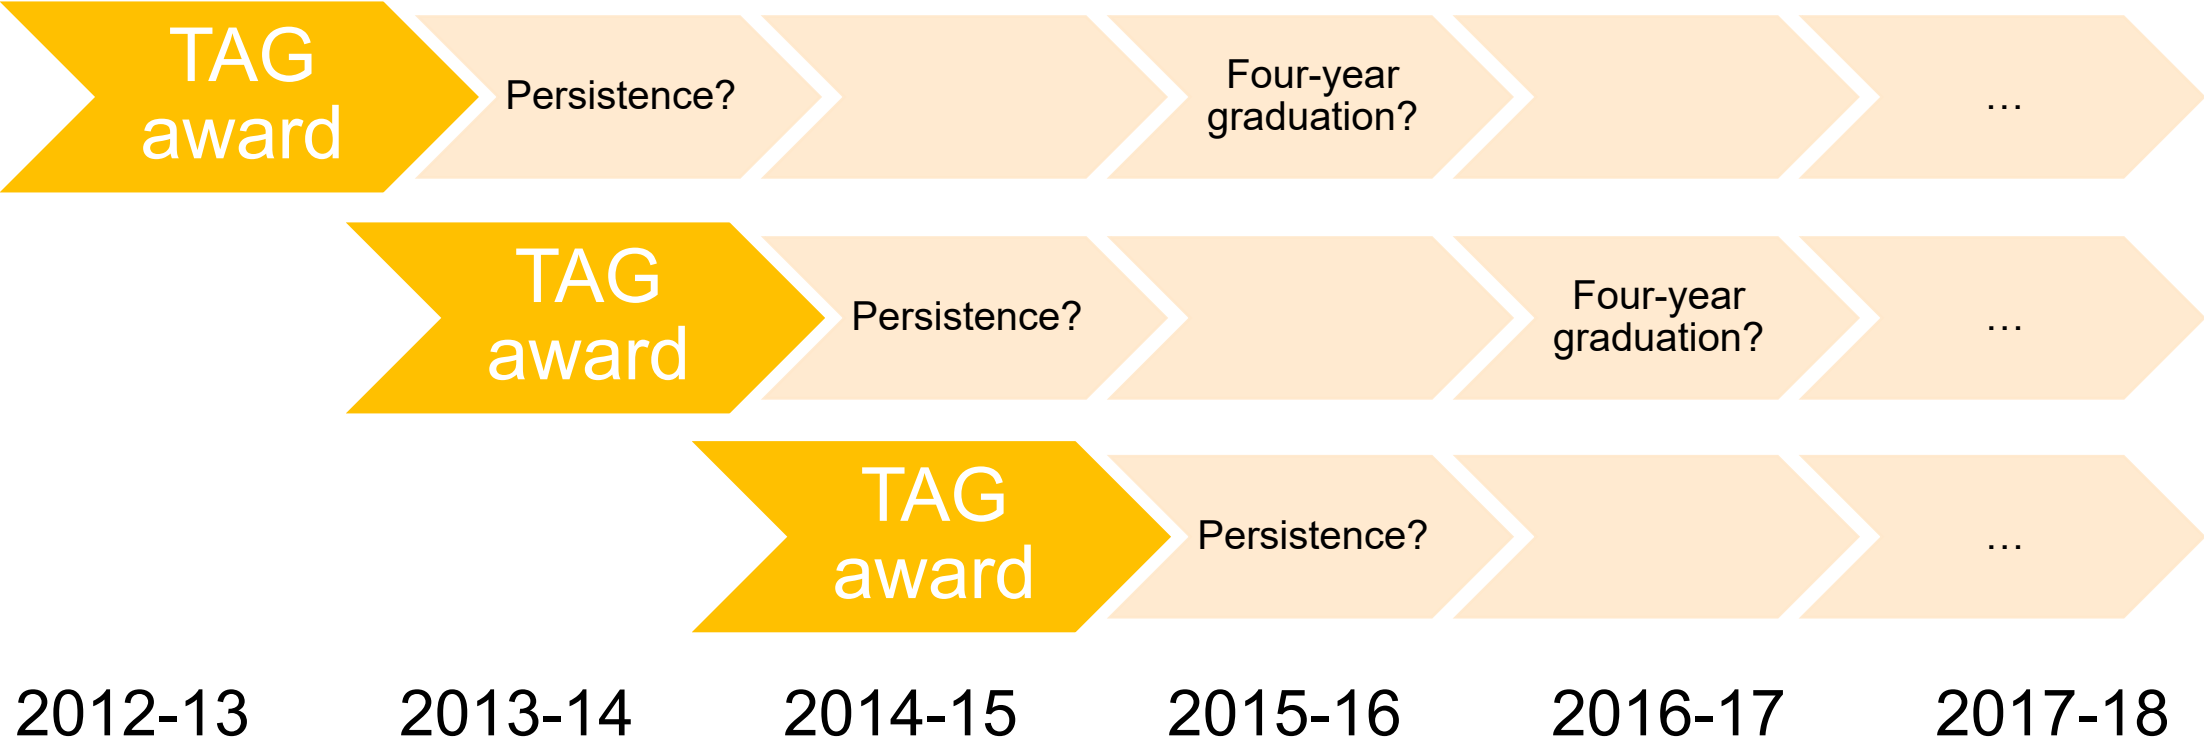 TAG
award
Persistence?
Four-year
graduation?
...
TAG
award
Persistence?
Four-year
graduation?
...
TAG
award
Persistence?
...
2012-13 2013-14 2014-15 2015-16 2016-17 2017-18